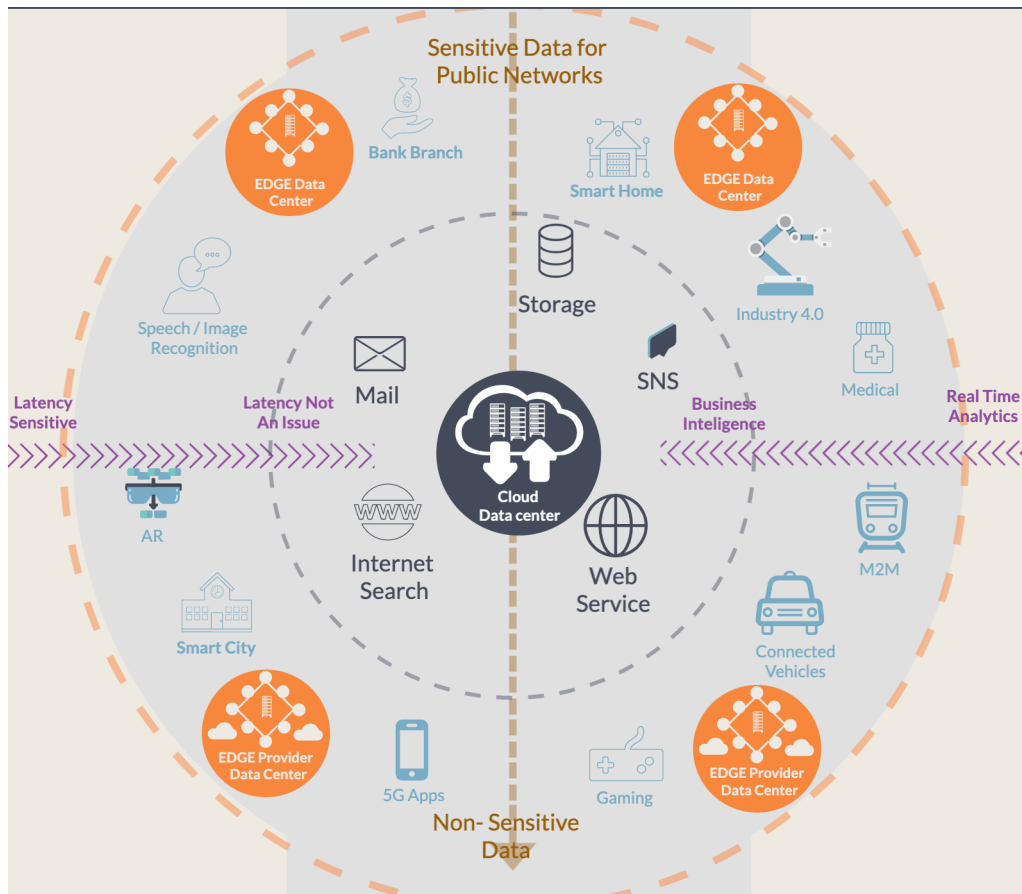 Sensitive Data for
Public Networks
EDGE Data
Center
Bank Branch
Smart Home
EDGE Data
Center
Storage
Industry 4.0
Speech / Image
Recognition
Mail
SNS
Medical
Latency
Sensitive
Latency Not
An Issue
Business
Inteligence
Real Time
Analytics
Cloud
Data center
AR
WWW
Internet
Search
Web
Service
M2M
Smart City
Connected
Vehicles
EDGE Provider
Data Center
5G Apps
Gaming
EDGE Provider
Data Center
Non- Sensitive
Data